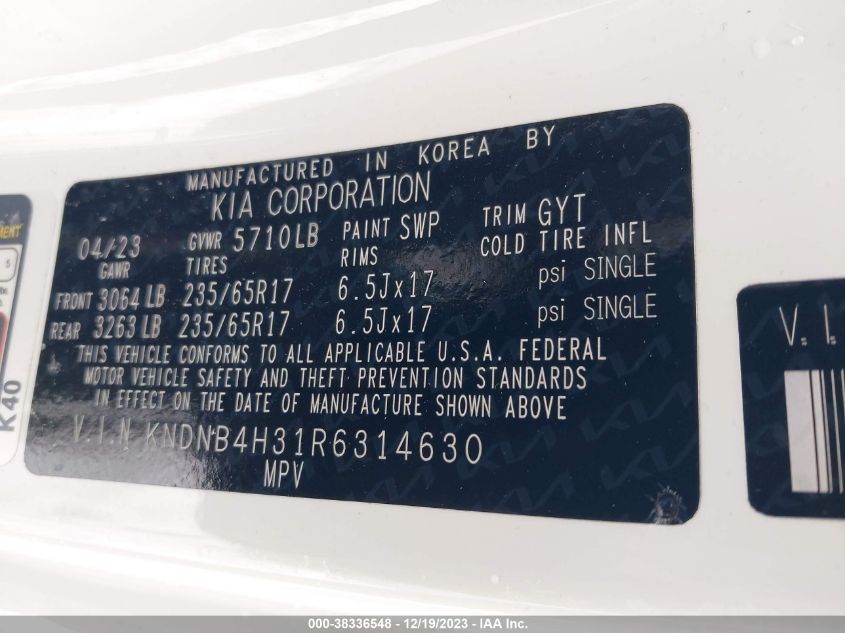 MANUFACTURED IN KOREA BY
KIA CORPORATION
04/23 GVWR 5710LB PAINT SWP TRIM GYT
GAWR TIRES RIMS COLD TIRE INFL
FRONT 3064 LB 235/65R17 6.5Jx17 psi SINGLE
REAR 3263 LB 235/65R17 6.5Jx17 psi SINGLE
THIS VEHICLE CONFORMS TO ALL APPLICABLE U.S.A. FEDERAL
MOTOR VEHICLE SAFETY AND THEFT PREVENTION STANDARDS
IN EFFECT ON THE DATE OF MANUFACTURE SHOWN ABOVE
V.I.N KNDNB4H31R6314630
MPV
K40
5
V.I.
000-38336548 - 12/19/2023 - IAA Inc.